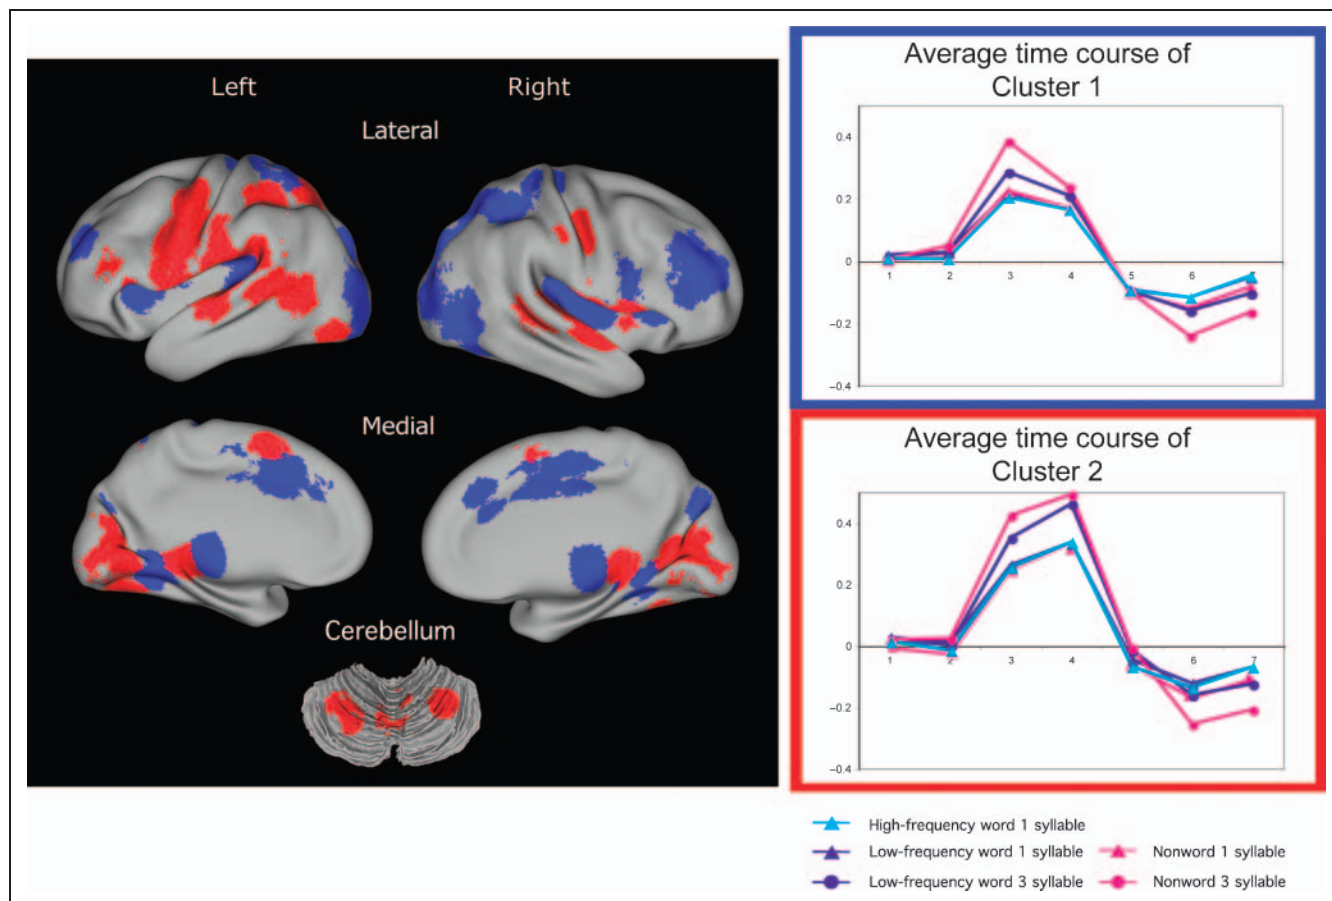 Left Right
Lateral
Medial
Cerebellum
Average time course of
Cluster 1
0.4
0.2
0
1 2 3 4 5 6
−0.2
−0.4
Average time course of
Cluster 2
0.4
0.2
0
1 2 3 4 5 6 7
−0.2
−0.4
High-frequency word 1 syllable
Low-frequency word 1 syllable Nonword 1 syllable
Low-frequency word 3 syllable Nonword 3 syllable